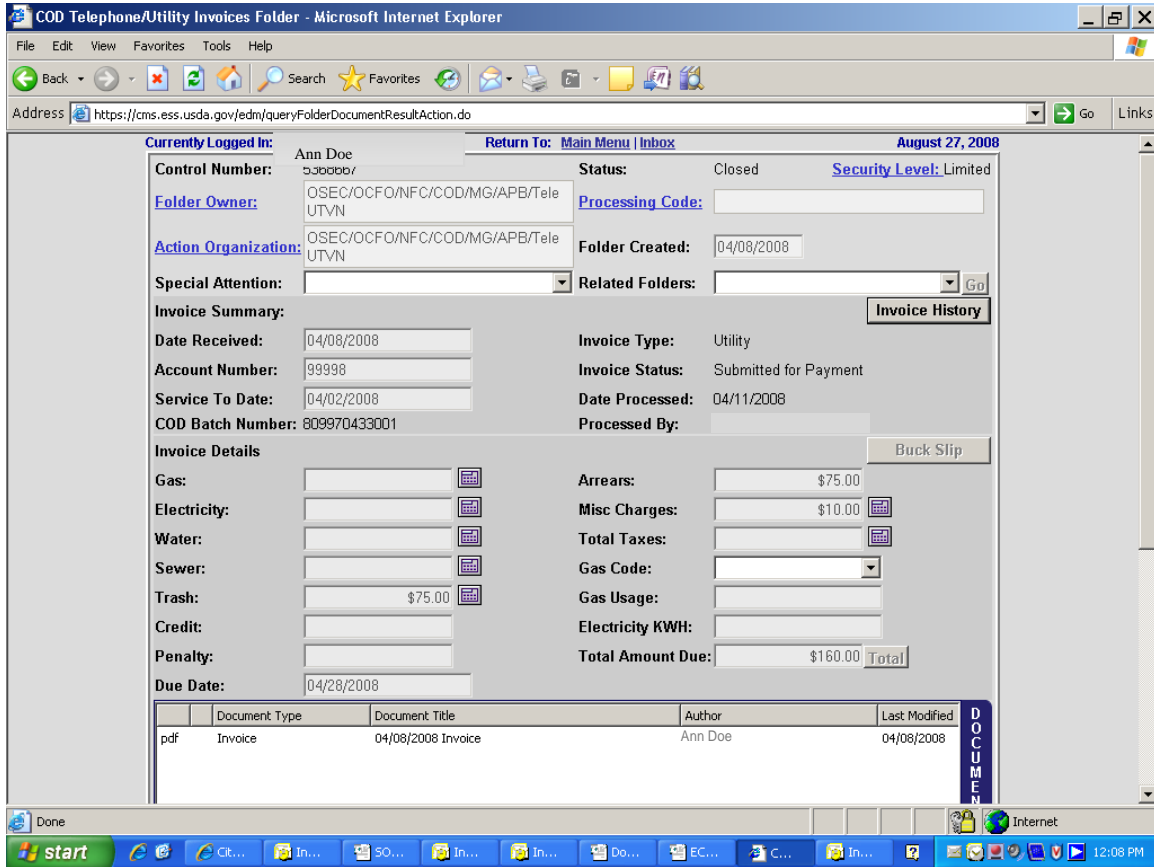 COD Telephone/Utility Invoices Folder - Microsoft Internet Explorer
File Edit View Favorites Tools Help
Back Search Favorites
Address https://cms.ess.usda.gov/edm/queryFolderDocumentResultAction.do Go Links
Currently Logged In: Ann Doe Return To: Main Menu | Inbox August 27, 2008
Control Number: 5368667 Status: Closed Security Level: Limited
Folder Owner: OSEC/OCFO/NFC/COD/MG/APB/Tele Processing Code:
UTVN
Action Organization: OSEC/OCFO/NFC/COD/MG/APB/Tele Folder Created: 04/08/2008
UTVN
Special Attention: Related Folders: Go
Invoice Summary: Invoice History
Date Received: 04/08/2008 Invoice Type: Utility
Account Number: 99998 Invoice Status: Submitted for Payment
Service To Date: 04/02/2008 Date Processed: 04/11/2008
COD Batch Number: 809970433001 Processed By:
Invoice Details Buck Slip
Gas: Arrears: $75.00
Electricity: Misc Charges: $10.00
Water: Total Taxes:
Sewer: Gas Code:
Trash: $75.00 Gas Usage:
Credit: Electricity KWH:
Penalty: Total Amount Due: $160.00 Total
Due Date: 04/28/2008
Document Type Document Title Author Last Modified
pdf Invoice 04/08/2008 Invoice Ann Doe 04/08/2008
DOCUMEN
Done Internet
start Cit... In... SO... In... In... Do... EC... C... In... 12:08 PM